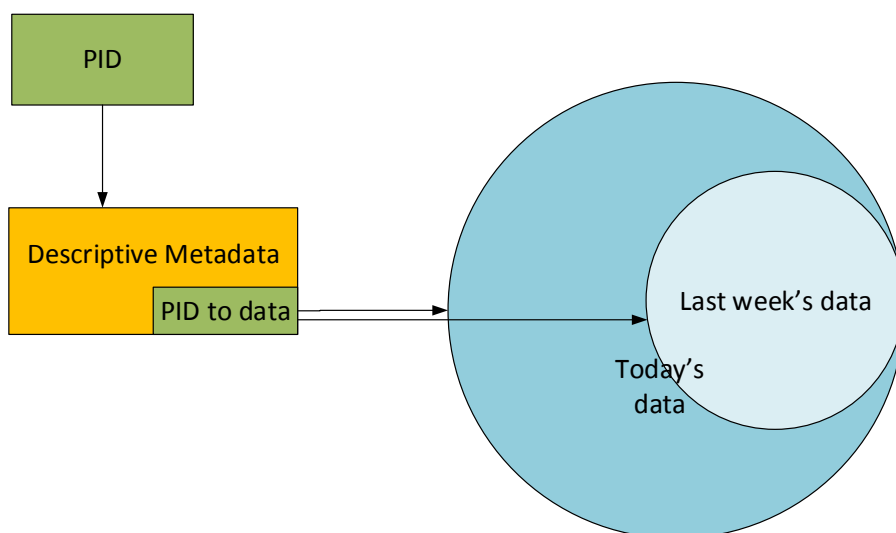 PID
Descriptive Metadata
PID to data
Last week’s data
Today’s
data